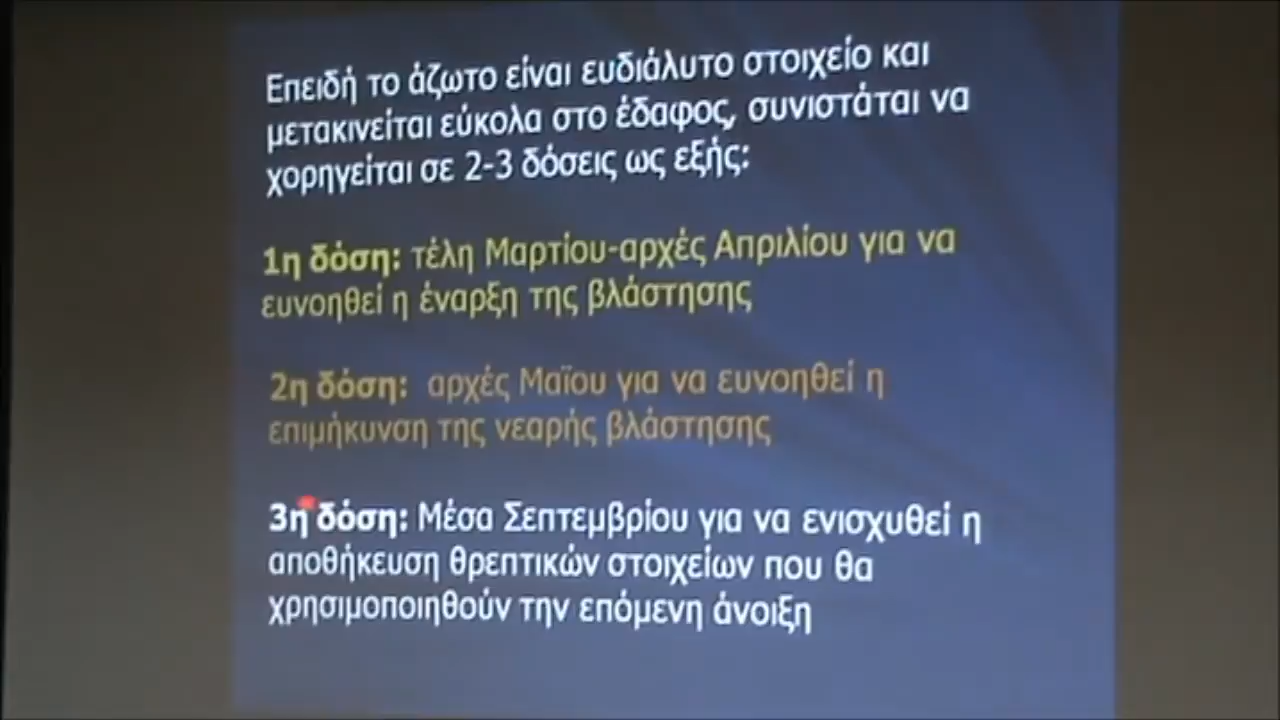 Επειδή το άζωτο είναι ευδιάλυτο στοιχείο και
μετακινείται εύκολα στο έδαφος, συνιστάται να
χορηγείται σε 2-3 δόσεις ως εξής:
1η δόση: τέλη Μαρτίου-αρχές Απριλίου για να
ευνοηθεί η έναρξη της βλάστησης
2η δόση: αρχές Μαϊου για να ευνοηθεί η
επιμήκυνση της νεαρής βλάστησης
3η δόση: Μέσα Σεπτεμβρίου για να ενισχυθεί η
αποθήκευση θρεπτικών στοιχείων που θα
χρησιμοποιηθούν την επόμενη άνοιξη